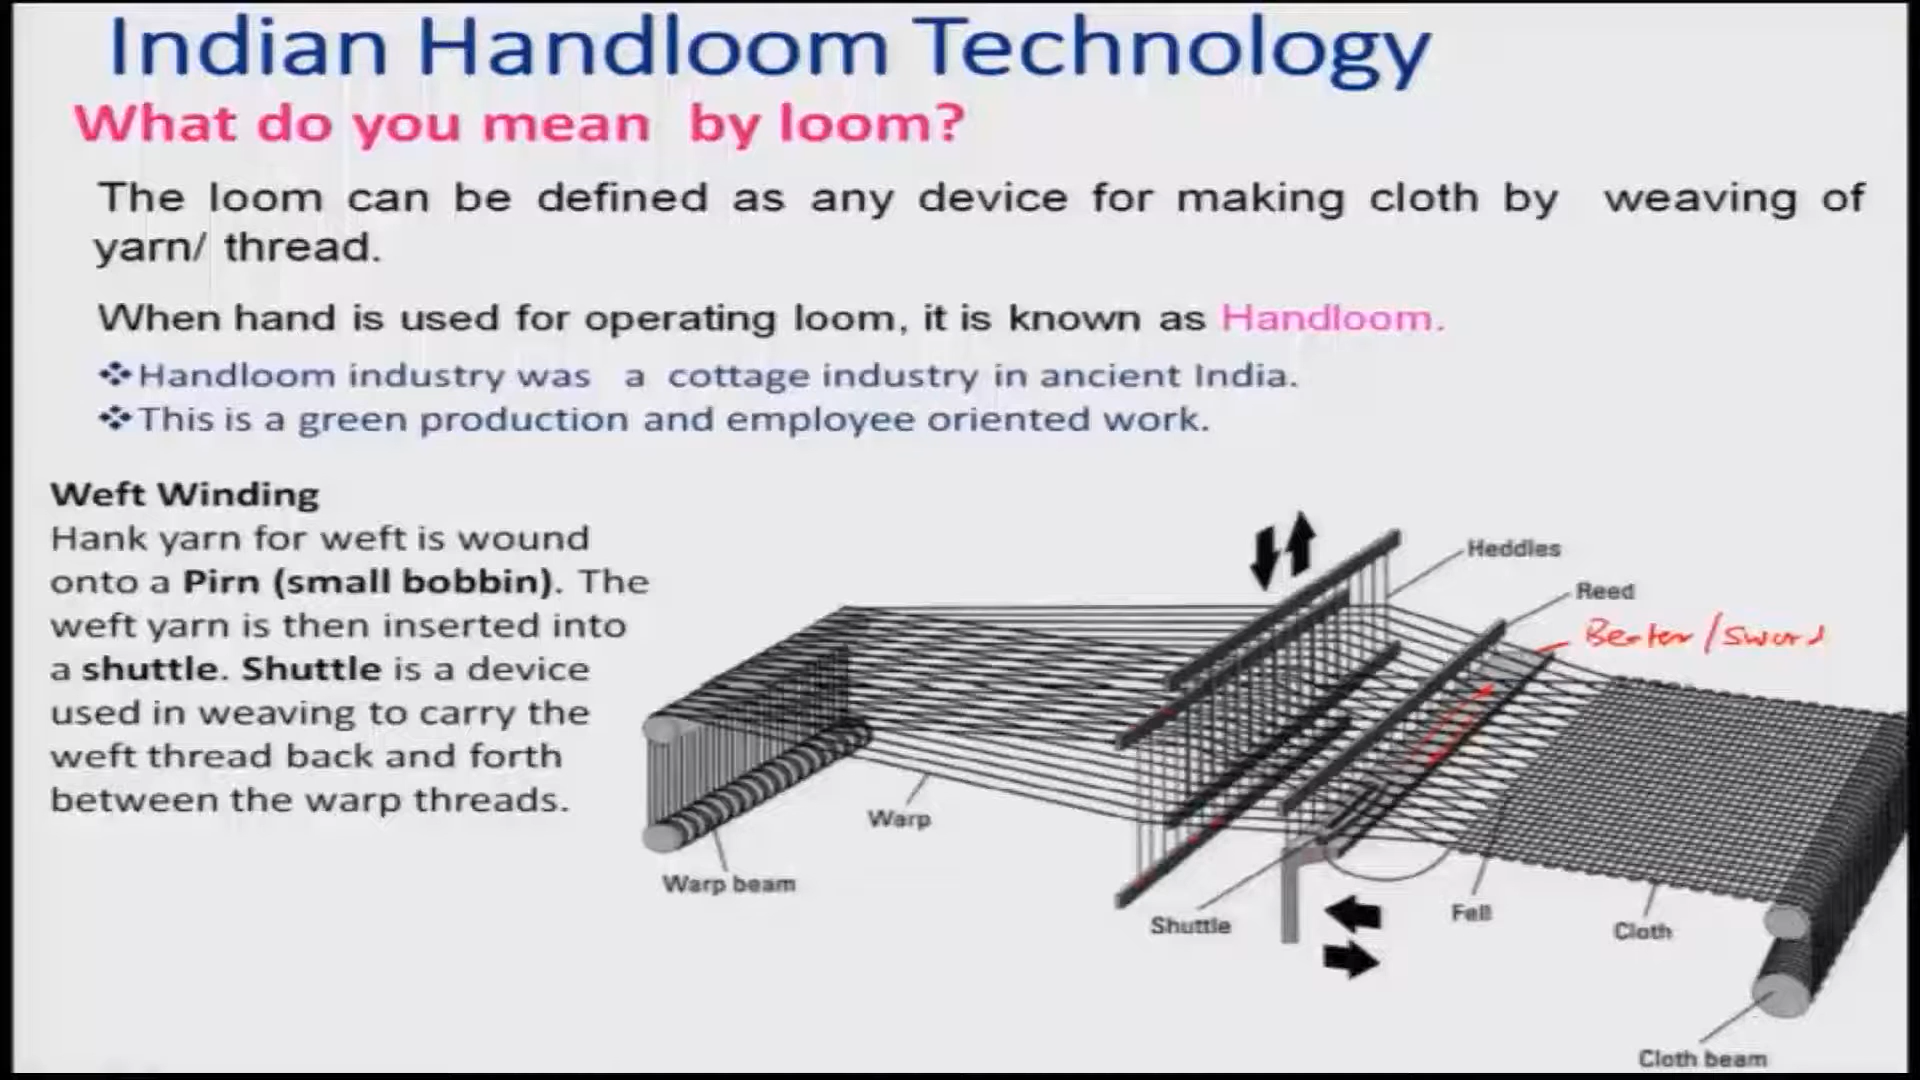 Indian Handloom Technology
What do you mean by loom?
The loom can be defined as any device for making cloth by weaving of
yarn/ thread.
When hand is used for operating loom, it is known as Handloom.
❖Handloom industry was a cottage industry in ancient India.
❖This is a green production and employee oriented work.
Weft Winding
Hank yarn for weft is wound
onto a Pirn (small bobbin). The
weft yarn is then inserted into
a shuttle. Shuttle is a device
used in weaving to carry the
weft thread back and forth
between the warp threads.
Heddles
Reed
Beater / Sword
Warp
Warp beam
Shuttle
Fell
Cloth
Cloth beam